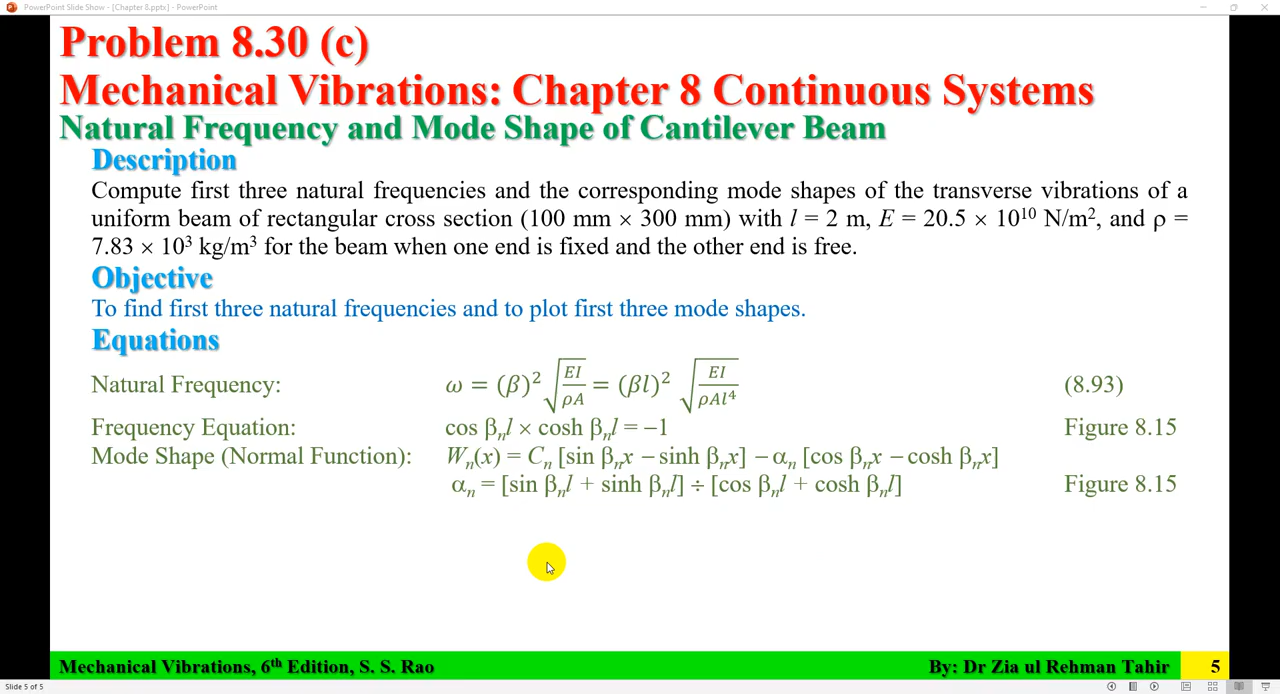 PowerPoint Slide Show - [Chapter 8.ppts] - PowerPoint
Problem 8.30 (c)
Mechanical Vibrations: Chapter 8 Continuous Systems
Natural Frequency and Mode Shape of Cantilever Beam
Description
Compute first three natural frequencies and the corresponding mode shapes of the transverse vibrations of a
uniform beam of rectangular cross section (100 mm × 300 mm) with l = 2 m, E = 20.5 × 10¹⁰ N/m², and ρ =
7.83 × 10³ kg/m³ for the beam when one end is fixed and the other end is free.
Objective
To find first three natural frequencies and to plot first three mode shapes.
Equations
Natural Frequency: ω = (β)² √(EI/ρA) = (βl)² √(EI/ρAl⁴) (8.93)
Frequency Equation: cos βₙl × cosh βₙl = −1 Figure 8.15
Mode Shape (Normal Function): Wₙ(x) = Cₙ [sin βₙx − sinh βₙx] − αₙ [cos βₙx − cosh βₙx]
αₙ = [sin βₙl + sinh βₙl] ÷ [cos βₙl + cosh βₙl] Figure 8.15
Mechanical Vibrations, 6th Edition, S. S. Rao By: Dr Zia ul Rehman Tahir 5
Slide 5 of 5